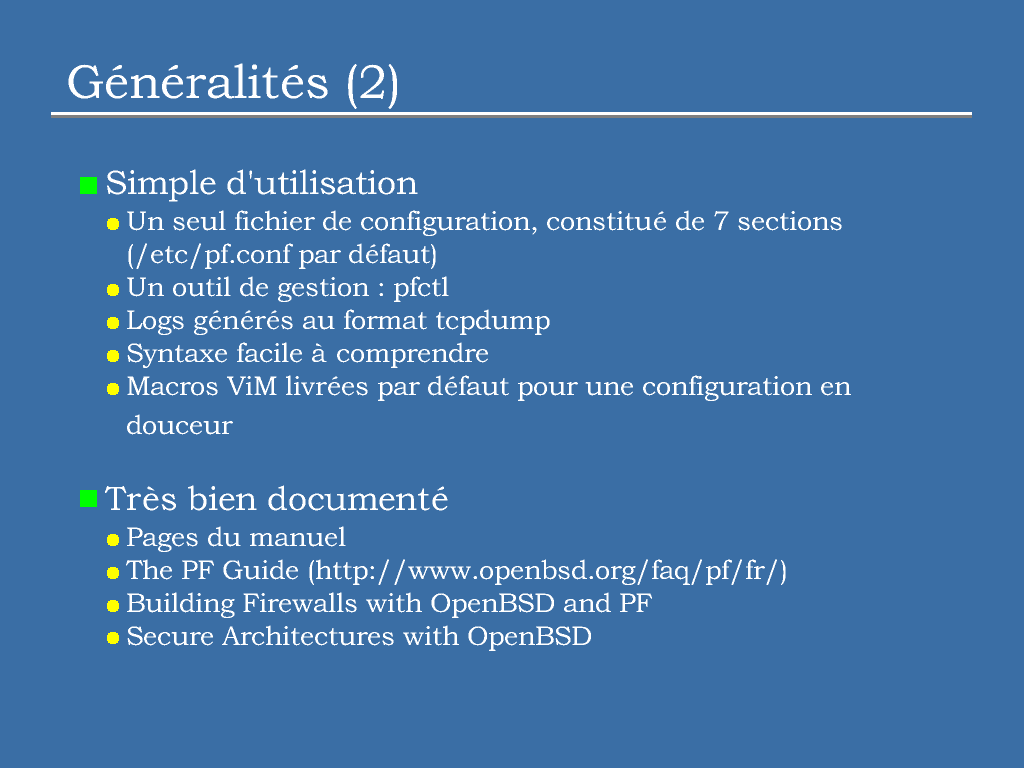 Généralités (2)
Simple d'utilisation
Un seul fichier de configuration, constitué de 7 sections
(/etc/pf.conf par défaut)
Un outil de gestion : pfctl
Logs générés au format tcpdump
Syntaxe facile à comprendre
Macros ViM livrées par défaut pour une configuration en
douceur
Très bien documenté
Pages du manuel
The PF Guide (http://www.openbsd.org/faq/pf/fr/)
Building Firewalls with OpenBSD and PF
Secure Architectures with OpenBSD